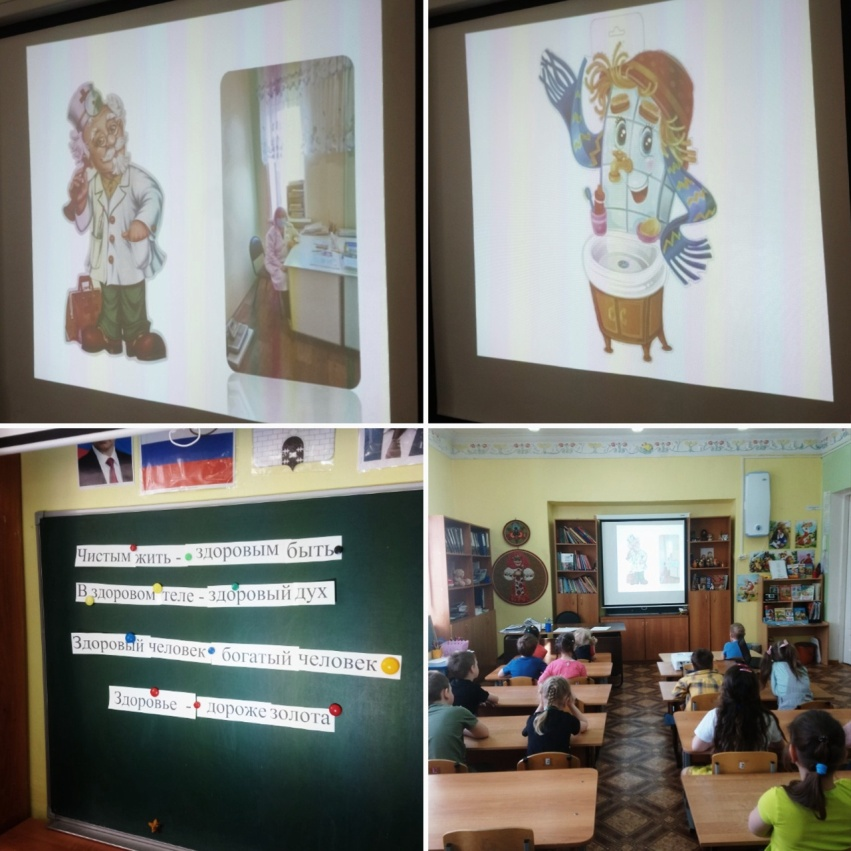 Чистым жить - здоровым быть
В здоровом теле - здоровый дух
Здоровый человек богатый человек
Здоровье - дороже золота